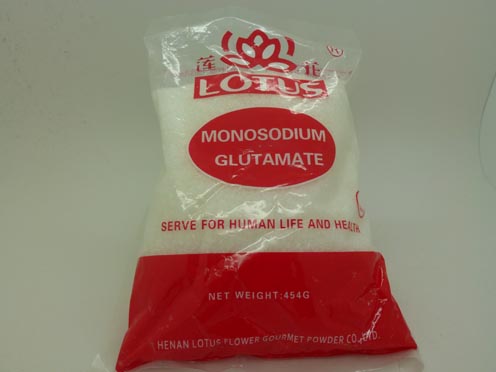 莲 花
®
LOTUS
MONOSODIUM
GLUTAMATE
SERVE FOR HUMAN LIFE AND HEALTH
NET WEIGHT:454G
HENAN LOTUS FLOWER GOURMET POWDER CO.,LTD.